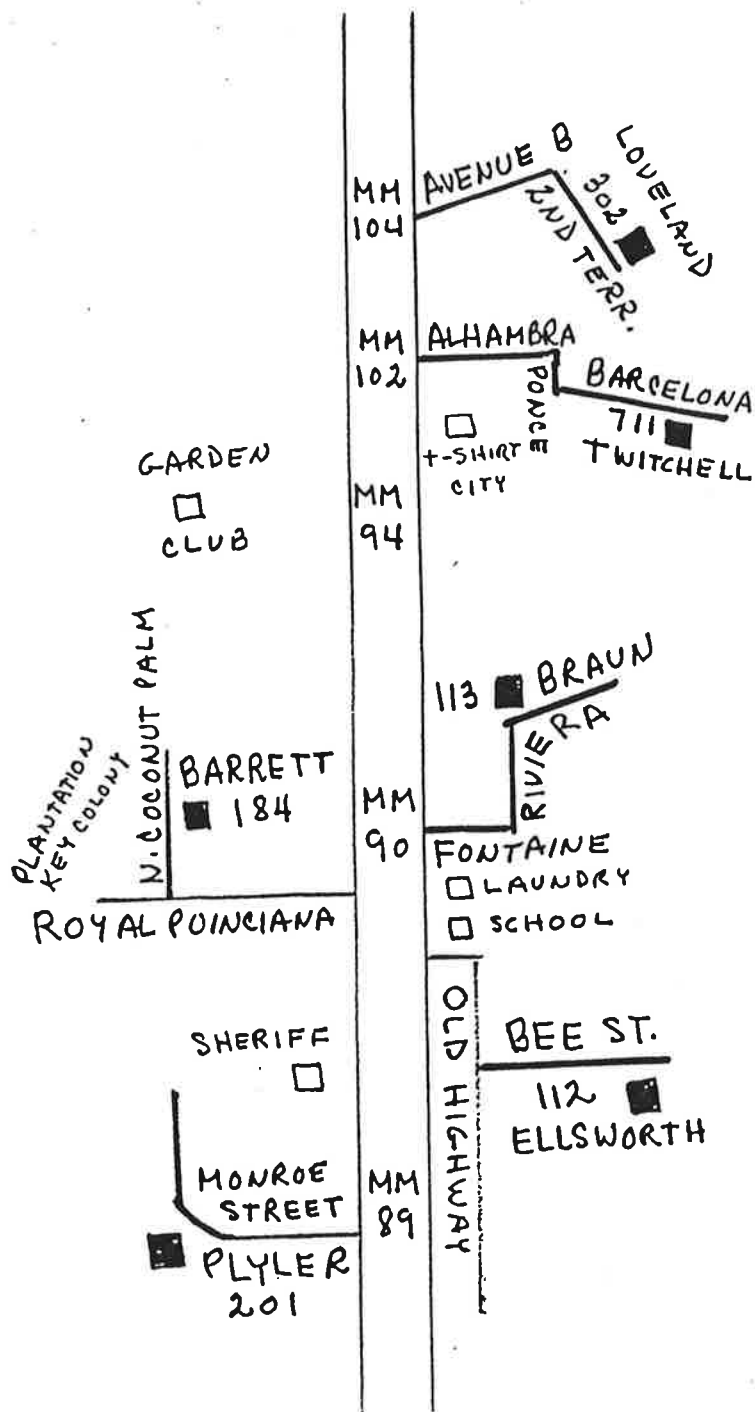 AVENUE B
LOVELAND
302
2ND TERR.
MM
104
ALHAMBRA
MM
102
PONCE
BARCELONA
711
TWITCHELL
T-SHIRT
CITY
GARDEN
CLUB
MM
94
N. COCONUT PALM
113 BRAUN
RIVIERA
PLANTATION
KEY COLONY
BARRETT
184
MM
90
FONTAINE
LAUNDRY
SCHOOL
ROYAL POINCIANA
OLD HIGHWAY
SHERIFF
BEE ST.
112
ELLSWORTH
MONROE
STREET
MM
89
PLYLER
201